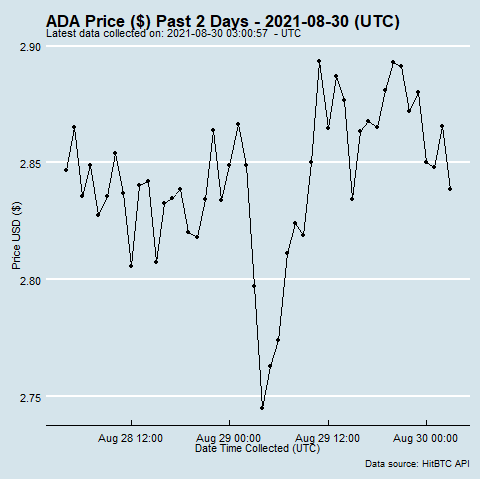 ADA Price ($) Past 2 Days - 2021-08-30 (UTC)
Latest data collected on: 2021-08-30 03:00:57 - UTC
2.90
2.85
2.80
2.75
Price USD ($)
Aug 28 12:00 Aug 29 00:00 Aug 29 12:00 Aug 30 00:00
Date Time Collected (UTC)
Data source: HitBTC API